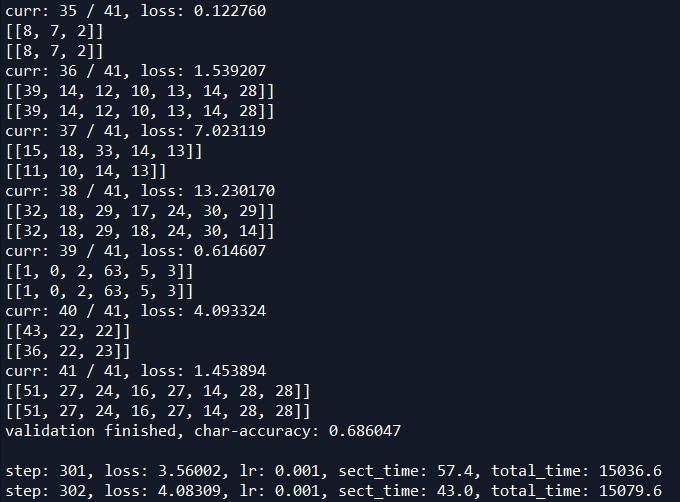 curr: 35 / 41, loss: 0.122760
[[8, 7, 2]]
[[8, 7, 2]]
curr: 36 / 41, loss: 1.539207
[[39, 14, 12, 10, 13, 14, 28]]
[[39, 14, 12, 10, 13, 14, 28]]
curr: 37 / 41, loss: 7.023119
[[15, 18, 33, 14, 13]]
[[11, 10, 14, 13]]
curr: 38 / 41, loss: 13.230170
[[32, 18, 29, 17, 24, 30, 29]]
[[32, 18, 29, 18, 24, 30, 14]]
curr: 39 / 41, loss: 0.614607
[[1, 0, 2, 63, 5, 3]]
[[1, 0, 2, 63, 5, 3]]
curr: 40 / 41, loss: 4.093324
[[43, 22, 22]]
[[36, 22, 23]]
curr: 41 / 41, loss: 1.453894
[[51, 27, 24, 16, 27, 14, 28, 28]]
[[51, 27, 24, 16, 27, 14, 28, 28]]
validation finished, char-accuracy: 0.686047
step: 301, loss: 3.56002, lr: 0.001, sect_time: 57.4, total_time: 15036.6
step: 302, loss: 4.08309, lr: 0.001, sect_time: 43.0, total_time: 15079.6